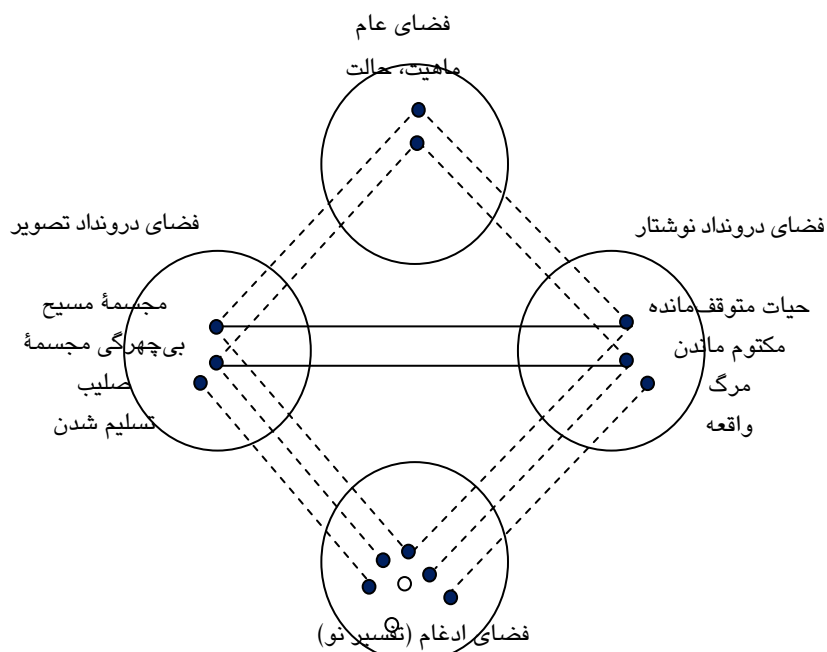 فضای عام
ماهیت، حالت
فضای درونداد نوشتار
فضای درونداد تصویر
حیات متوقف‌مانده
مکتوم ماندن
مرگ
واقعه
مجسمهٔ مسیح
بی‌چهرگی مجسمهٔ
صلیب
تسلیم شدن
فضای ادغام (تفسیر نو)